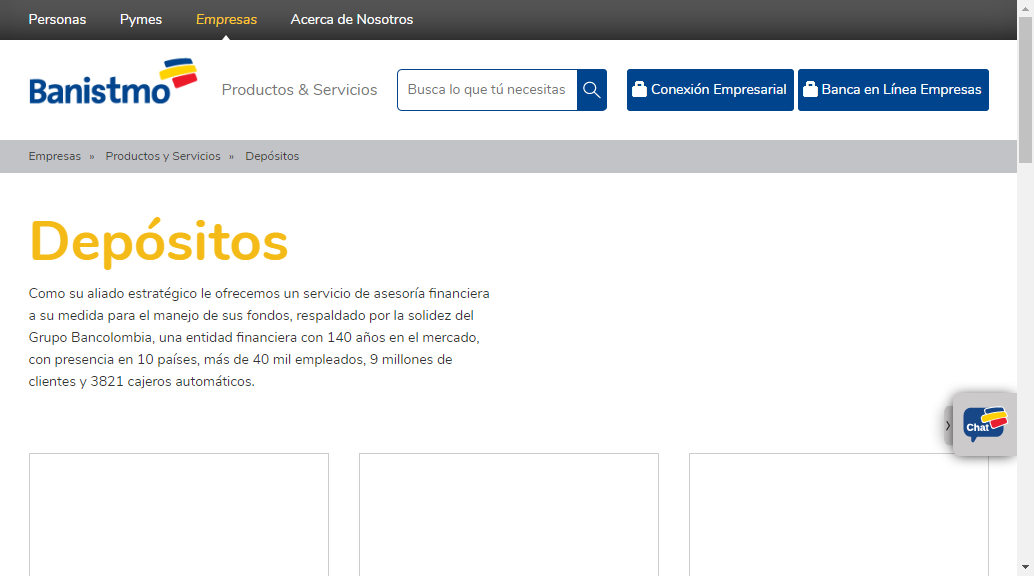 Personas Pymes Empresas Acerca de Nosotros
Banistmo Productos & Servicios Busca lo que tú necesitas Conexión Empresarial Banca en Línea Empresas
Empresas » Productos y Servicios » Depósitos
Depósitos
Como su aliado estratégico le ofrecemos un servicio de asesoría financiera
a su medida para el manejo de sus fondos, respaldado por la solidez del
Grupo Bancolombia, una entidad financiera con 140 años en el mercado,
con presencia en 10 países, más de 40 mil empleados, 9 millones de
clientes y 3821 cajeros automáticos.
Chat